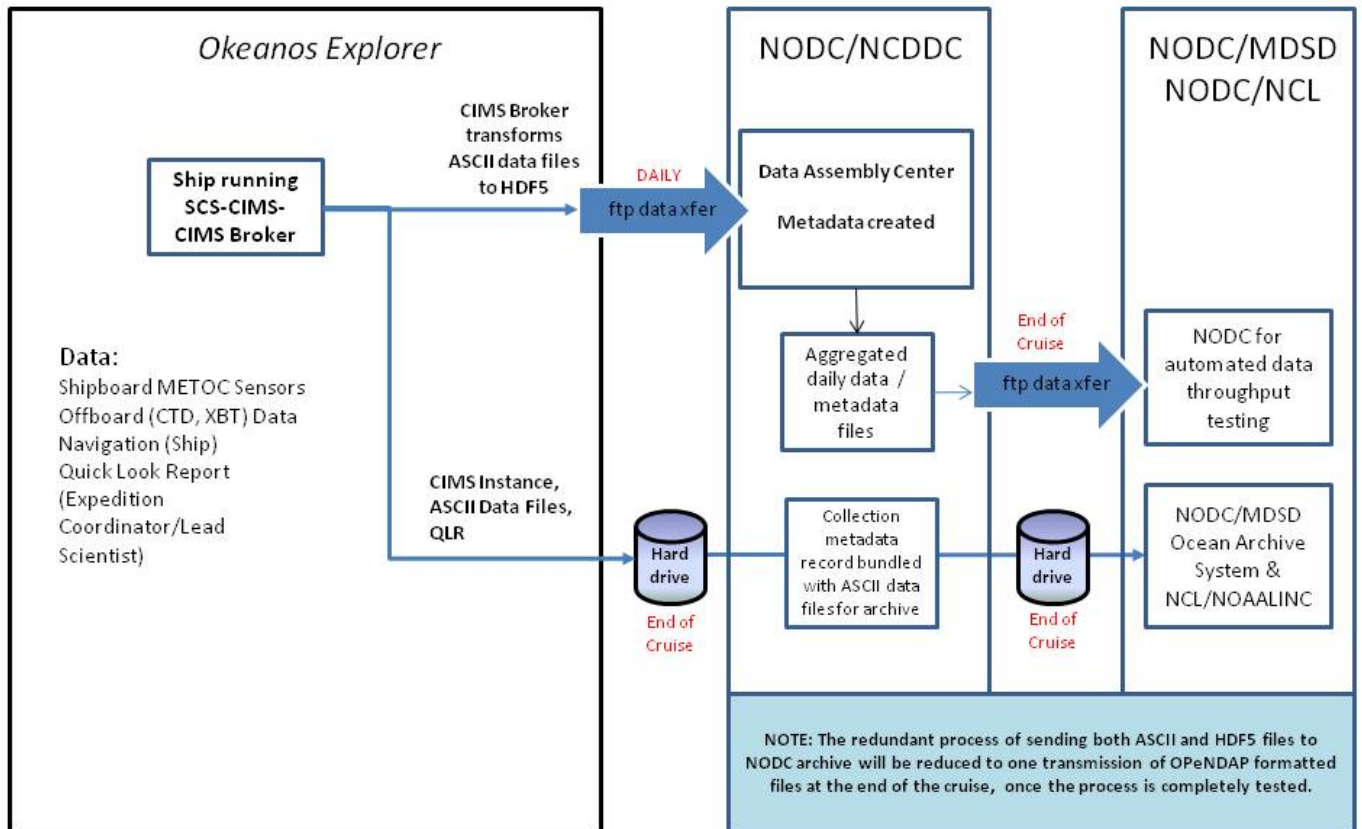 Okeanos Explorer
CIMS Broker
transforms
ASCII data files
to HDF5
Ship running
SCS-CIMS-
CIMS Broker
Data:
Shipboard METOC Sensors
Offboard (CTD, XBT) Data
Navigation (Ship)
Quick Look Report
(Expedition
Coordinator/Lead
Scientist)
CIMS Instance,
ASCII Data Files,
QLR
DAILY
ftp data xfer
Hard
drive
End of
Cruise
NODC/NCDDC
Data Assembly Center
Metadata created
Aggregated
daily data /
metadata
files
Collection
metadata
record bundled
with ASCII data
files for archive
End of
Cruise
ftp data xfer
Hard
drive
End of
Cruise
NODC/MDSD
NODC/NCL
NODC for
automated data
throughput
testing
NODC/MDSD
Ocean Archive
System &
NCL/NOAALINC
NOTE: The redundant process of sending both ASCII and HDF5 files to
NODC archive will be reduced to one transmission of OPeNDAP formatted
files at the end of the cruise, once the process is completely tested.